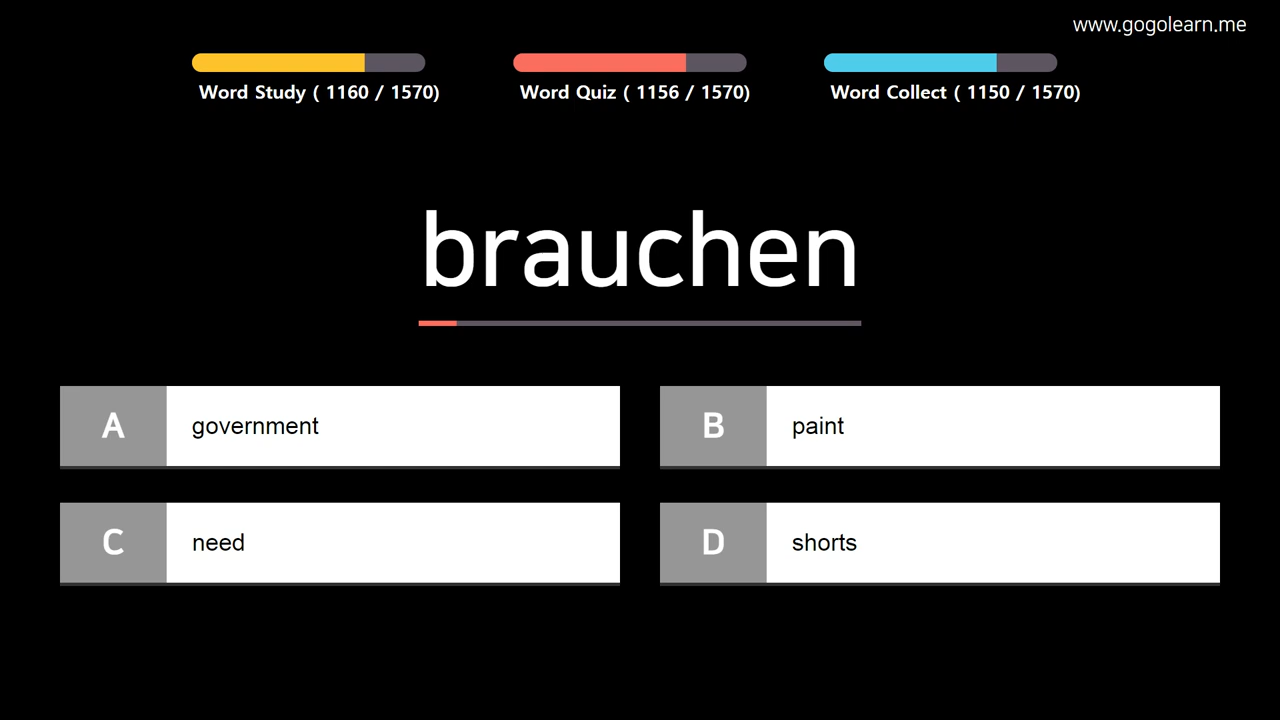 www.gogolearn.me
Word Study ( 1160 / 1570)
Word Quiz ( 1156 / 1570)
Word Collect ( 1150 / 1570)
brauchen
A government
B paint
C need
D shorts